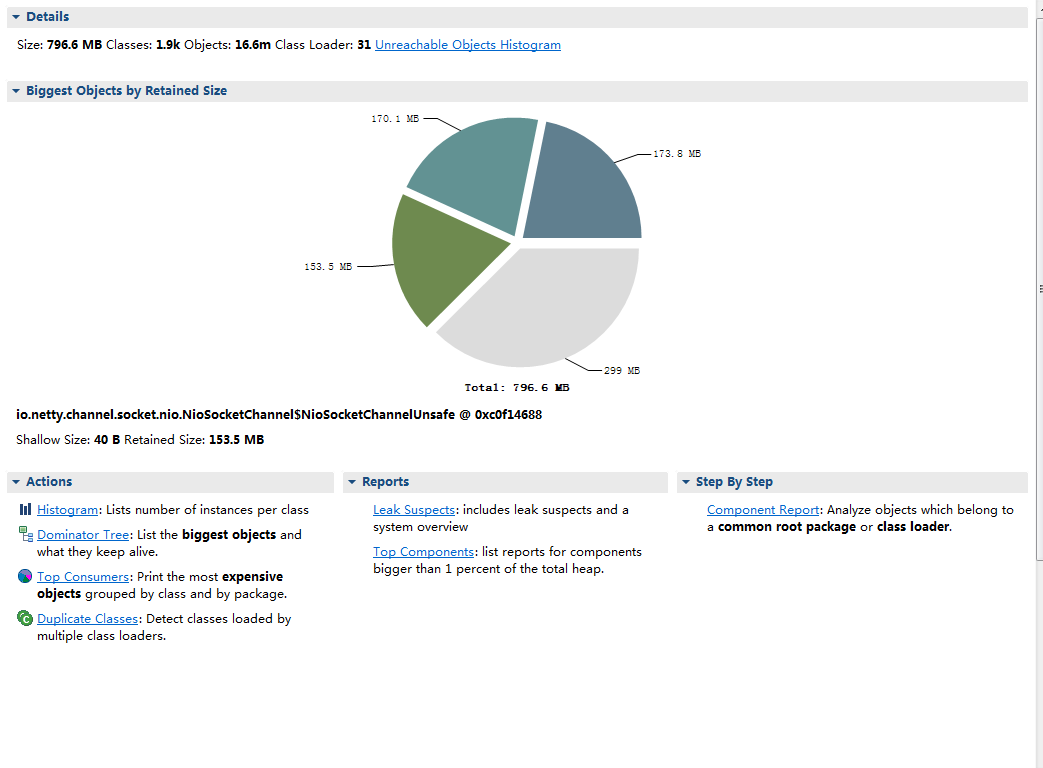 Details
Size: 796.6 MB Classes: 1.9k Objects: 16.6m Class Loader: 31 Unreachable Objects Histogram
Biggest Objects by Retained Size
170.1 MB
173.8 MB
153.5 MB
299 MB
Total: 796.6 MB
io.netty.channel.socket.nio.NioSocketChannel$NioSocketChannelUnsafe @ 0xc0f14688
Shallow Size: 40 B Retained Size: 153.5 MB
Actions
Histogram: Lists number of instances per class
Dominator Tree: List the biggest objects and
what they keep alive.
Top Consumers: Print the most expensive
objects grouped by class and by package.
Duplicate Classes: Detect classes loaded by
multiple class loaders.
Reports
Leak Suspects: includes leak suspects and a
system overview
Top Components: list reports for components
bigger than 1 percent of the total heap.
Step By Step
Component Report: Analyze objects which belong to
a common root package or class loader.